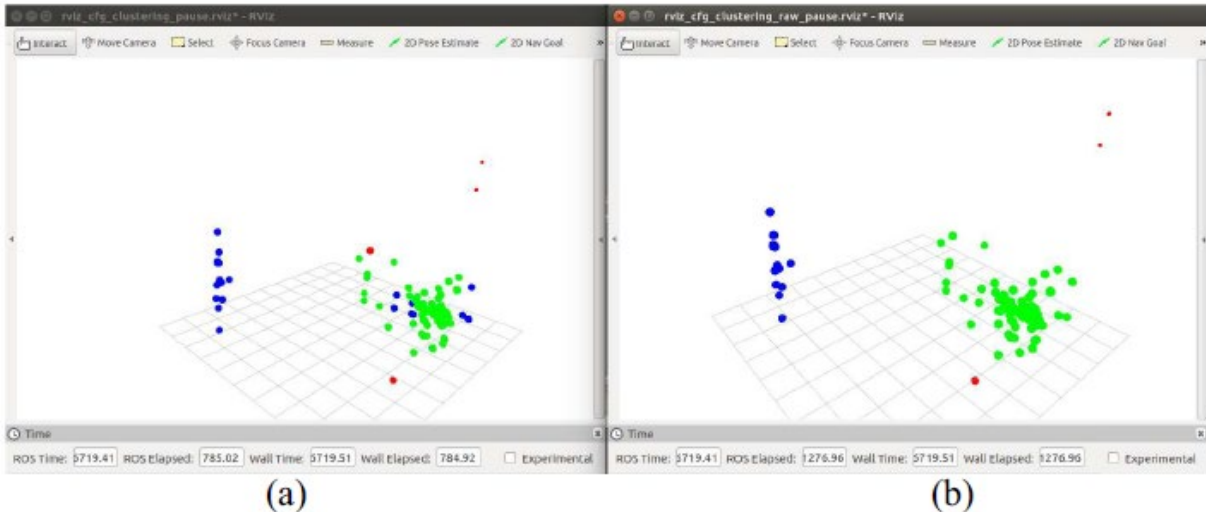 rviz_cfg_clustering_pause.rviz* - RViz
Interact Move Camera Select Focus Camera Measure 2D Pose Estimate 2D Nav Goal »
Time
ROS Time: 5719.41 ROS Elapsed: 785.02 Wall Time: 5719.51 Wall Elapsed: 784.92 Experimental
(a)
rviz_cfg_clustering_raw_pause.rviz* - RViz
Interact Move Camera Select Focus Camera Measure 2D Pose Estimate 2D Nav Goal »
Time
ROS Time: 5719.41 ROS Elapsed: 1276.96 Wall Time: 5719.51 Wall Elapsed: 1276.96 Experimental
(b)